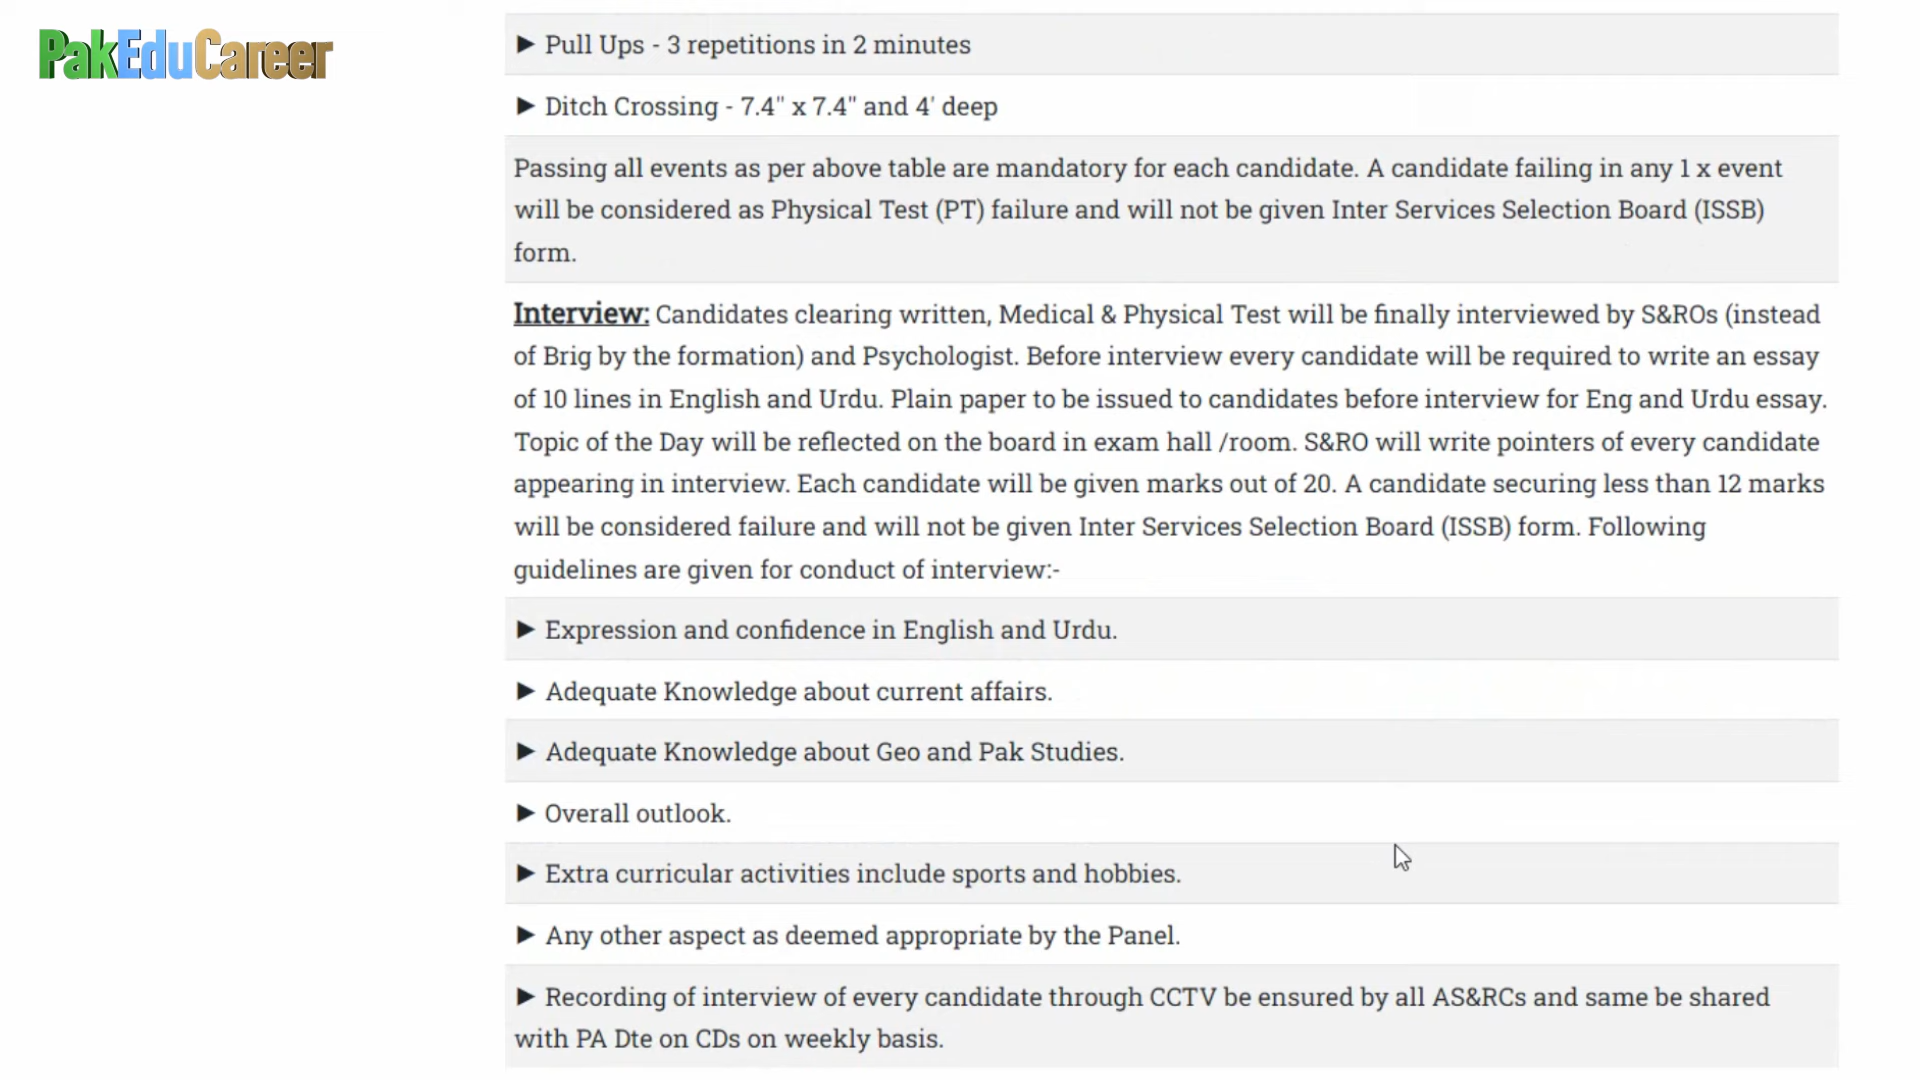 PakEduCareer
► Pull Ups - 3 repetitions in 2 minutes
► Ditch Crossing - 7.4" x 7.4" and 4' deep
Passing all events as per above table are mandatory for each candidate. A candidate failing in any 1 x event
will be considered as Physical Test (PT) failure and will not be given Inter Services Selection Board (ISSB)
form.
Interview: Candidates clearing written, Medical & Physical Test will be finally interviewed by S&ROs (instead
of Brig by the formation) and Psychologist. Before interview every candidate will be required to write an essay
of 10 lines in English and Urdu. Plain paper to be issued to candidates before interview for Eng and Urdu essay.
Topic of the Day will be reflected on the board in exam hall /room. S&RO will write pointers of every candidate
appearing in interview. Each candidate will be given marks out of 20. A candidate securing less than 12 marks
will be considered failure and will not be given Inter Services Selection Board (ISSB) form. Following
guidelines are given for conduct of interview:-
► Expression and confidence in English and Urdu.
► Adequate Knowledge about current affairs.
► Adequate Knowledge about Geo and Pak Studies.
► Overall outlook.
► Extra curricular activities include sports and hobbies.
► Any other aspect as deemed appropriate by the Panel.
► Recording of interview of every candidate through CCTV be ensured by all AS&RCs and same be shared
with PA Dte on CDs on weekly basis.